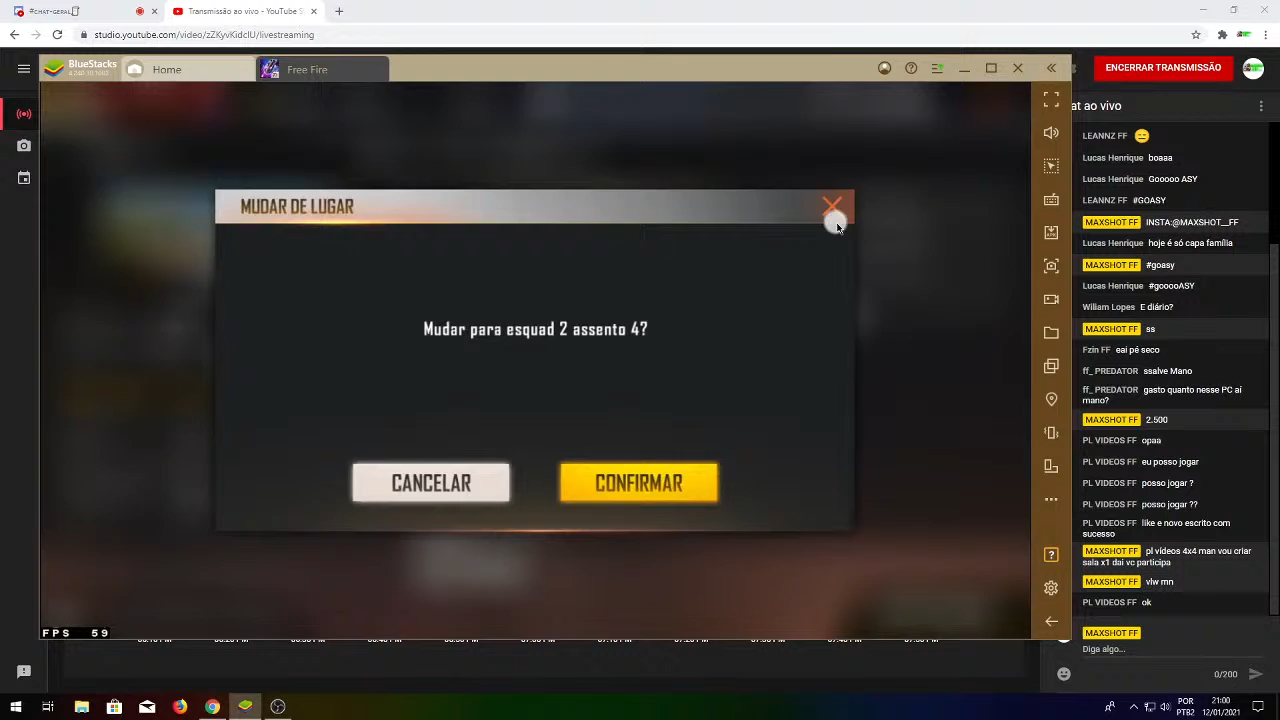 #CHAT-GERAL
Transmissão ao vivo - YouTube S
studio.youtube.com/video/zZKyvKidcIU/livestreaming
BlueStacks
Home
Free Fire
ENCERRAR TRANSMISSÃO
at ao vivo
MUDAR DE LUGAR
Mudar para esquad 2 assento 4?
CANCELAR
CONFIRMAR
FPS 59
LEANNZ FF
Lucas Henrique boaaa
Lucas Henrique Gooooo ASY
LEANNZ FF #GOASY
MAXSHOT FF INSTA:@MAXSHOT__FF
Lucas Henrique hoje é só capa família
MAXSHOT FF #goasy
Lucas Henrique #gooooASY
Wiliam Lopes E diário?
MAXSHOT FF ss
Fzin FF eai pé seco
ff_ PREDATOR ssalve Mano
ff_ PREDATOR gasto quanto nesse PC aí
mano?
MAXSHOT FF 2.500
PL VIDEOS FF opaa
PL VIDEOS FF eu posso jogar
PL VIDEOS FF posso jogar ?
PL VIDEOS FF posso jogar ??
PL VIDEOS FF like e novo escrito com
sucesso
MAXSHOT FF pl vídeos 4x4 man vou criar
sala x1 dai vc participa
MAXSHOT FF vlw mn
PL VIDEOS FF ok
MAXSHOT FF
Diga algo...
0/200
POR
PTB2
21:00
12/01/2021